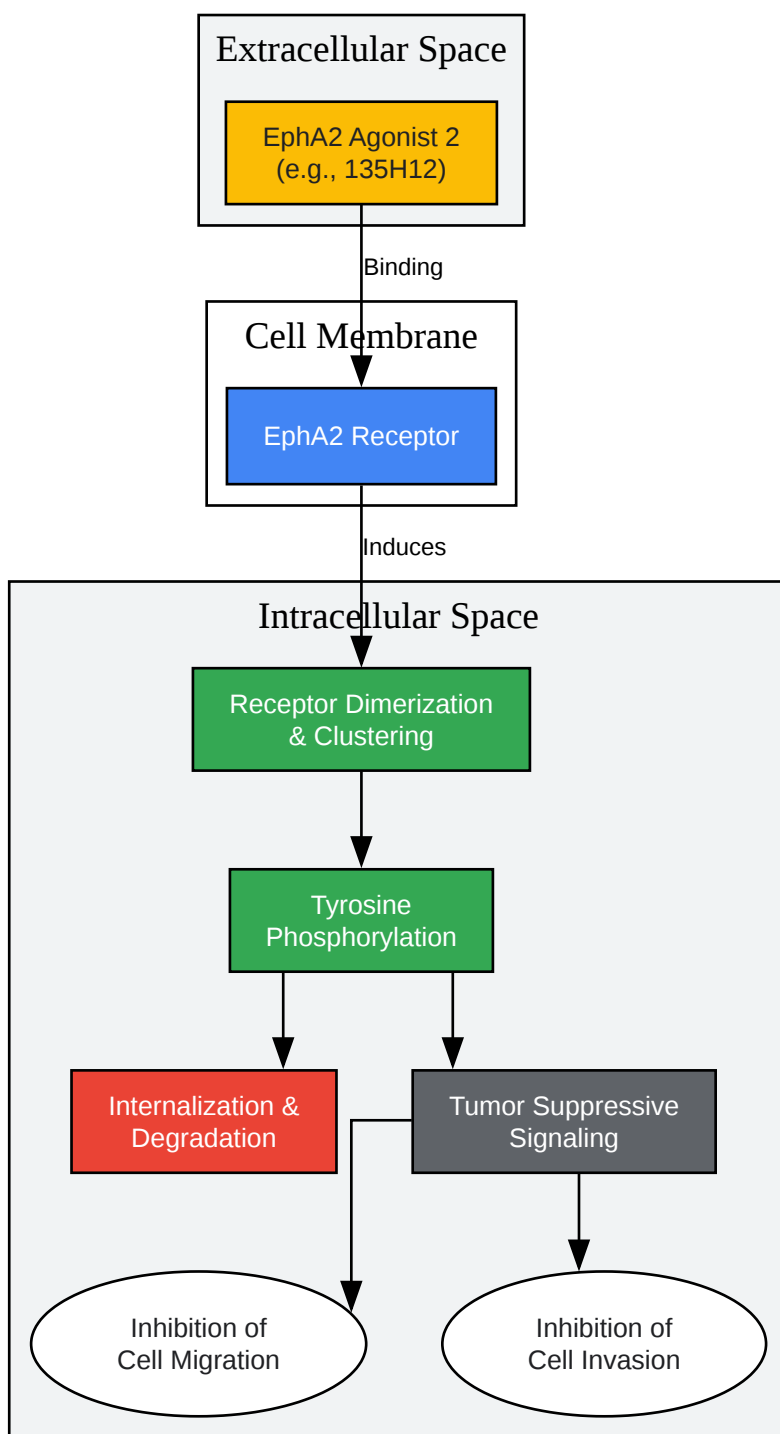 Extracellular Space
EphA2 Agonist 2
(e.g., 135H12)
Binding
Cell Membrane
EphA2 Receptor
Induces
Intracellular Space
Receptor Dimerization
& Clustering
Tyrosine
Phosphorylation
Internalization &
Degradation
Tumor Suppressive
Signaling
Inhibition of
Cell Migration
Inhibition of
Cell Invasion